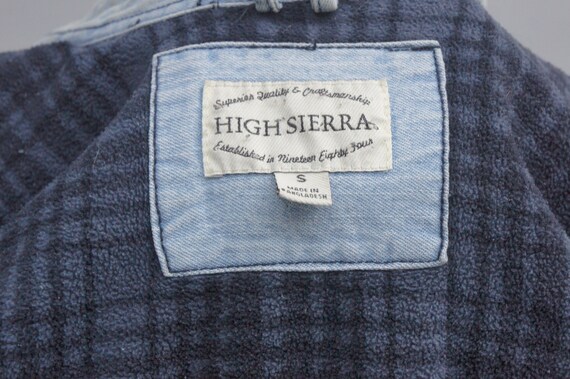 Superior Quality & Craftsmanship
HIGH SIERRA
Established in Nineteen Eighty Four
S
MADE IN
BANGLADESH